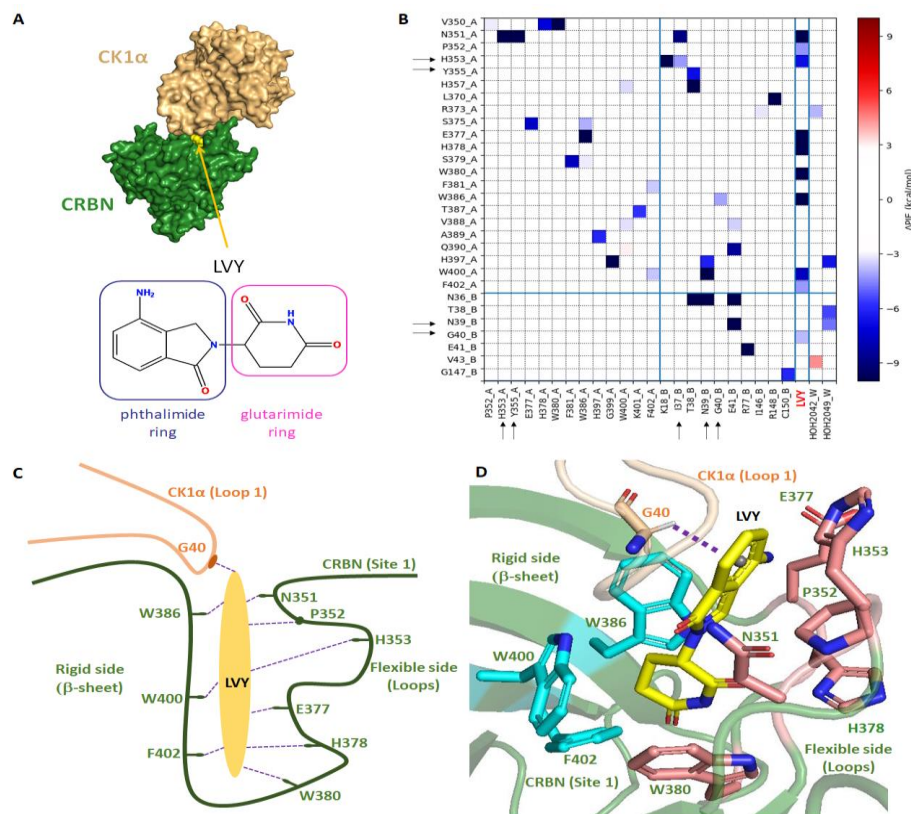 A
CK1α
CRBN
LVY
NH₂
O
NH
N
O
O
phthalimide
ring
glutarimide
ring
B
V350_A
N351_A
P352_A
H353_A
Y355_A
H357_A
L370_A
R373_A
S375_A
E377_A
H378_A
S379_A
W380_A
F381_A
W386_A
T387_A
V388_A
A389_A
Q390_A
H397_A
W400_A
F402_A
N36_B
T38_B
N39_B
G40_B
E41_B
V43_B
G147_B
P352_A
H353_A
Y355_A
E377_A
H378_A
W380_A
F381_A
W386_A
H397_A
G399_A
W400_A
K401_A
F402_A
K18_B
I37_B
T38_B
N39_B
G40_B
E41_B
R77_B
I146_B
R148_B
C150_B
LVY
HOH2042_W
HOH2049_W
9
6
3
0
−3
−6
−9
ΔPIE (kcal/mol)
C
CK1α (Loop 1)
G40
CRBN (Site 1)
N351
P352
W386
H353
Rigid side
(β-sheet)
Flexible side
(Loops)
LVY
W400
E377
F402
H378
W380
D
CK1α (Loop 1)
E377
G40
LVY
H353
Rigid side
(β-sheet)
P352
W386
N351
W400
H378
F402
Flexible side
(Loops)
CRBN (Site 1)
W380